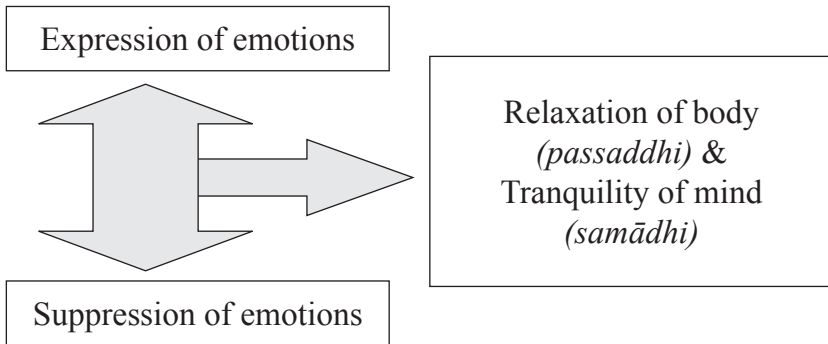 Expression of emotions
Relaxation of body
(passaddhi) &
Tranquility of mind
(samādhi)
Suppression of emotions